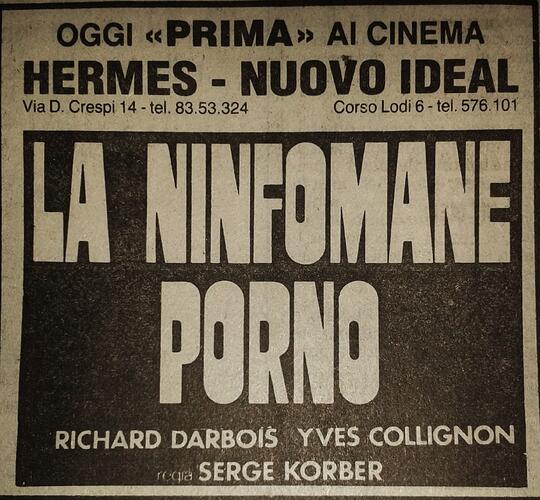 OGGI «PRIMA» AI CINEMA
HERMES - NUOVO IDEAL
Via D. Crespi 14 - tel. 83.53.324 Corso Lodi 6 - tel. 576.101
LA NINFOMANE
PORNO
RICHARD DARBOIS YVES COLLIGNON
regia SERGE KORBER